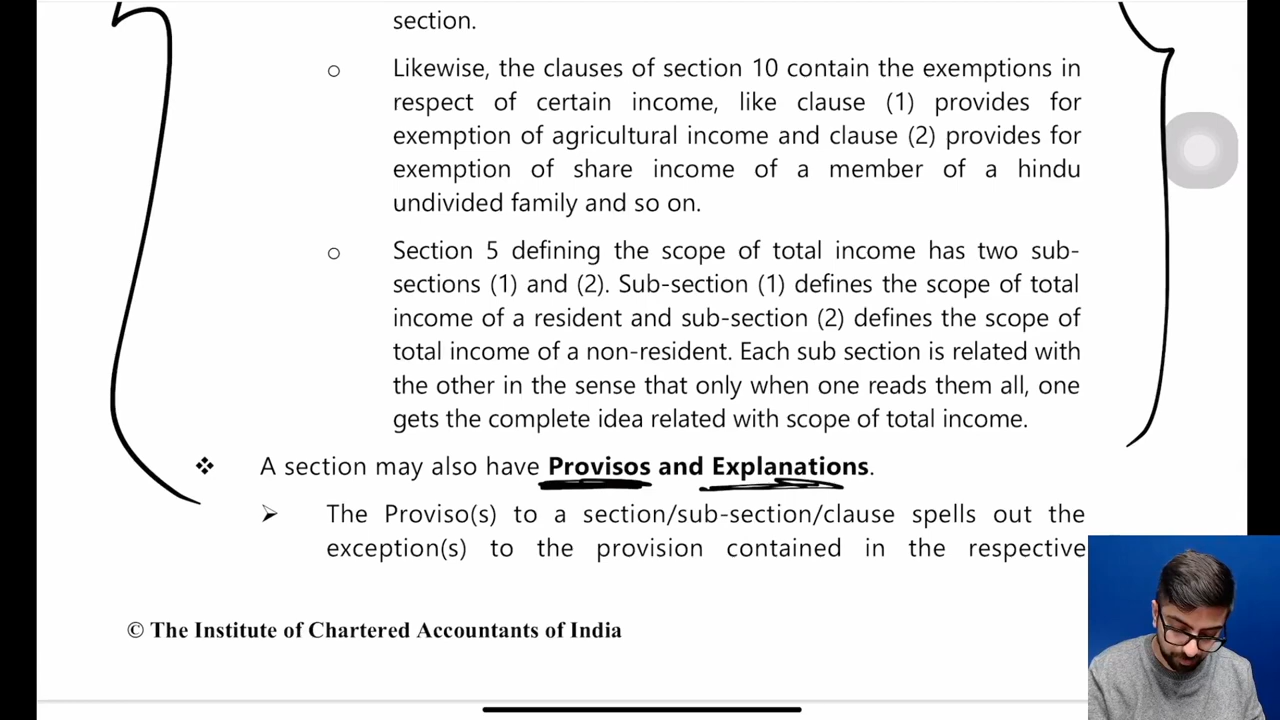 section.
o Likewise, the clauses of section 10 contain the exemptions in
respect of certain income, like clause (1) provides for
exemption of agricultural income and clause (2) provides for
exemption of share income of a member of a hindu
undivided family and so on.
o Section 5 defining the scope of total income has two sub-
sections (1) and (2). Sub-section (1) defines the scope of total
income of a resident and sub-section (2) defines the scope of
total income of a non-resident. Each sub section is related with
the other in the sense that only when one reads them all, one
gets the complete idea related with scope of total income.
❖ A section may also have Provisos and Explanations.
➢ The Proviso(s) to a section/sub-section/clause spells out the
exception(s) to the provision contained in the respective
© The Institute of Chartered Accountants of India